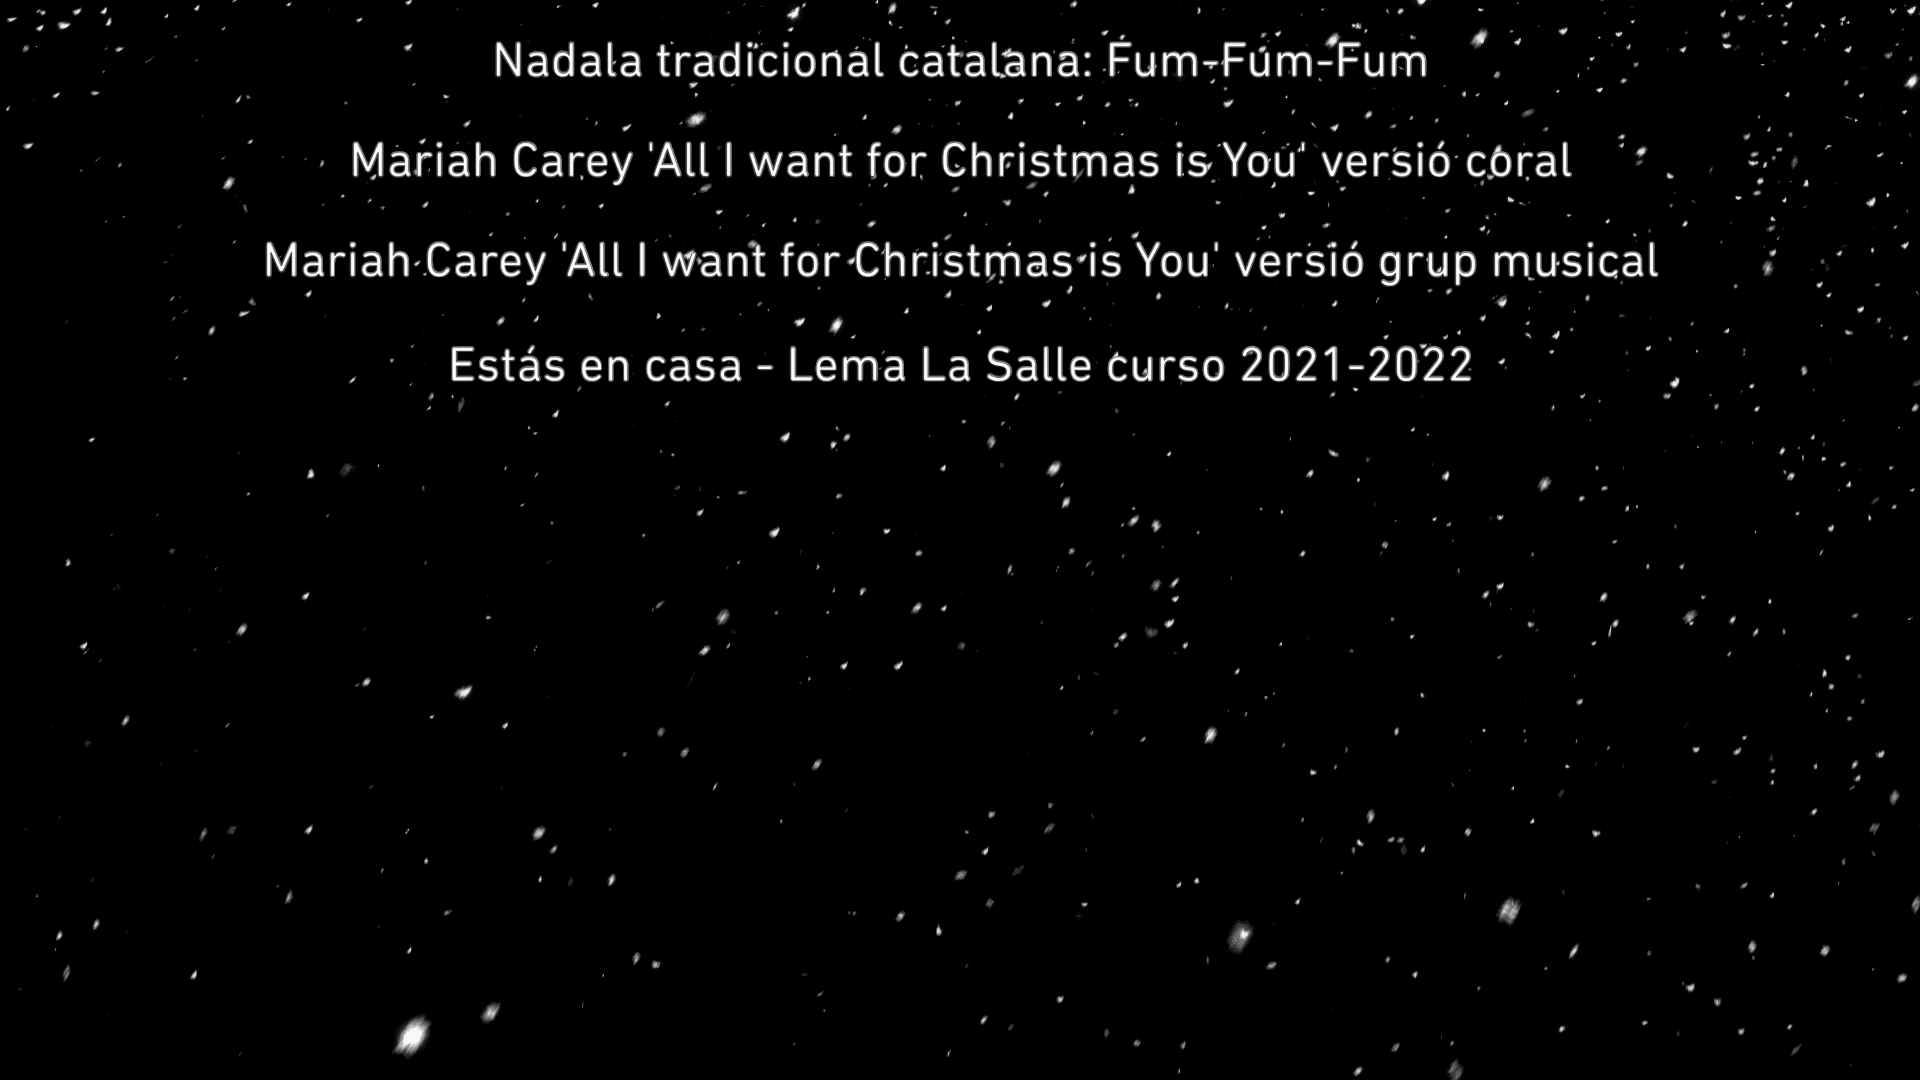 Nadala tradicional catalana: Fum-Fum-Fum
Mariah Carey 'All I want for Christmas is You' versió coral
Mariah Carey 'All I want for Christmas is You' versió grup musical
Estás en casa - Lema La Salle curso 2021-2022